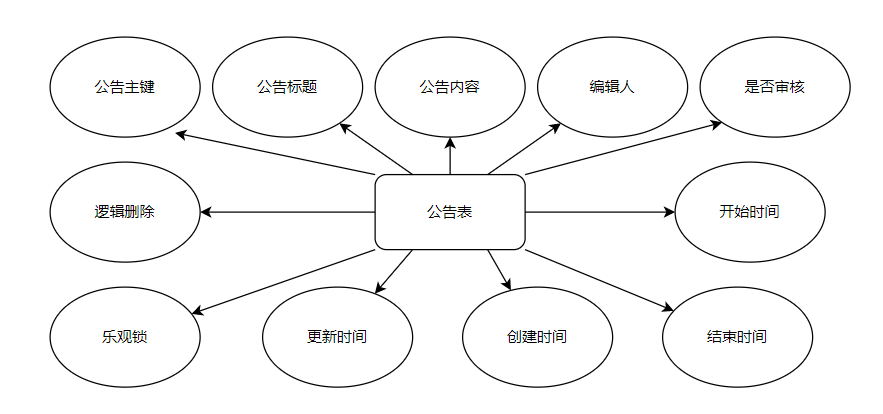 公告主键
公告标题
公告内容
编辑人
是否审核
逻辑删除
公告表
开始时间
乐观锁
更新时间
创建时间
结束时间